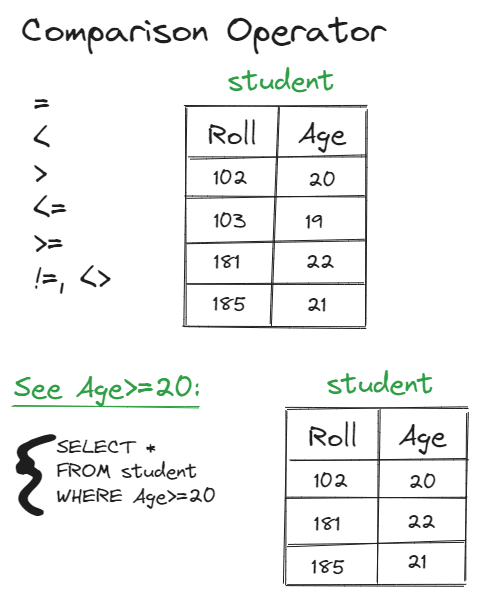 Comparison Operator
=
<
>
<=
>=
!=, <>
student
Roll Age
102 20
103 19
181 22
185 21
See Age>=20:
SELECT *
FROM student
WHERE Age>=20
student
Roll Age
102 20
181 22
185 21